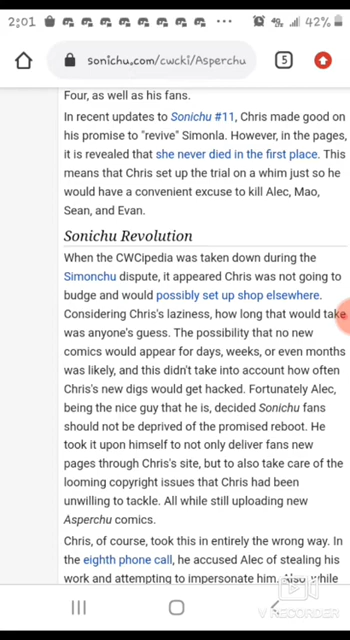 2:01 ... 42%
sonichu.com/cwcki/Asperchu 5
Four, as well as his fans.
In recent updates to Sonichu #11, Chris made good on
his promise to "revive" Simonla. However, in the pages,
it is revealed that she never died in the first place. This
means that Chris set up the trial on a whim just so he
would have a convenient excuse to kill Alec, Mao,
Sean, and Evan.
Sonichu Revolution
When the CWCipedia was taken down during the
Simonchu dispute, it appeared Chris was not going to
budge and would possibly set up shop elsewhere.
Considering Chris's laziness, how long that would take
was anyone's guess. The possibility that no new
comics would appear for days, weeks, or even months
was likely, and this didn't take into account how often
Chris's new digs would get hacked. Fortunately Alec,
being the nice guy that he is, decided Sonichu fans
should not be deprived of the promised reboot. He
took it upon himself to not only deliver fans new
pages through Chris's site, but to also take care of the
looming copyright issues that Chris had been
unwilling to tackle. All while still uploading new
Asperchu comics.
Chris, of course, took this in entirely the wrong way. In
the eighth phone call, he accused Alec of stealing his
work and attempting to impersonate him. Also while
V RECORDER